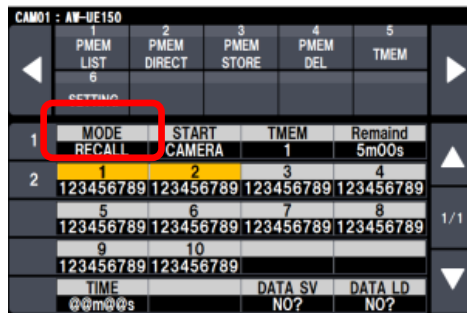 CAM01 : AW-UE150
1 2 3 4 5
PMEM LIST PMEM DIRECT PMEM STORE PMEM DEL TMEM
6
SETTING
1 MODE START TMEM Remaind
RECALL CAMERA 1 5m00s
2 1 2 3 4
123456789 123456789 123456789 123456789
5 6 7 8
123456789 123456789 123456789 123456789
1/1
9 10
123456789 123456789
TIME DATA SV DATA LD
@@m@@s NO? NO?